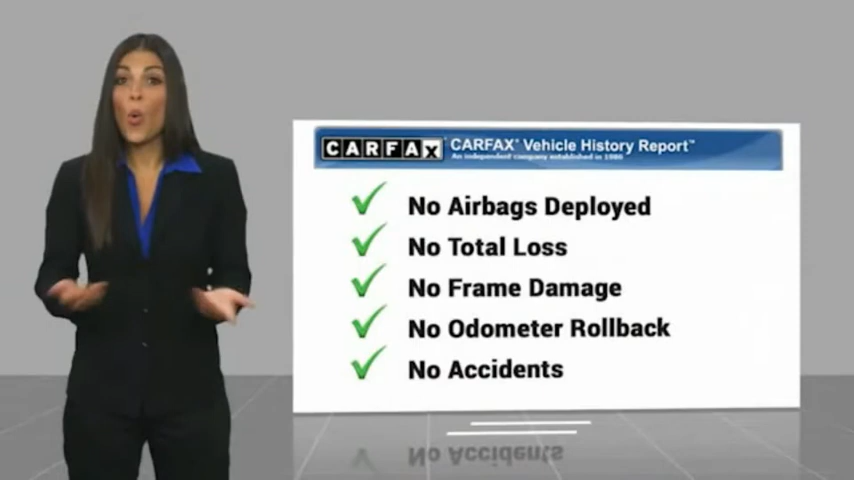 CARFAX CARFAX® Vehicle History Report™
An independent company established in 1986
No Airbags Deployed
No Total Loss
No Frame Damage
No Odometer Rollback
No Accidents
No Accidents